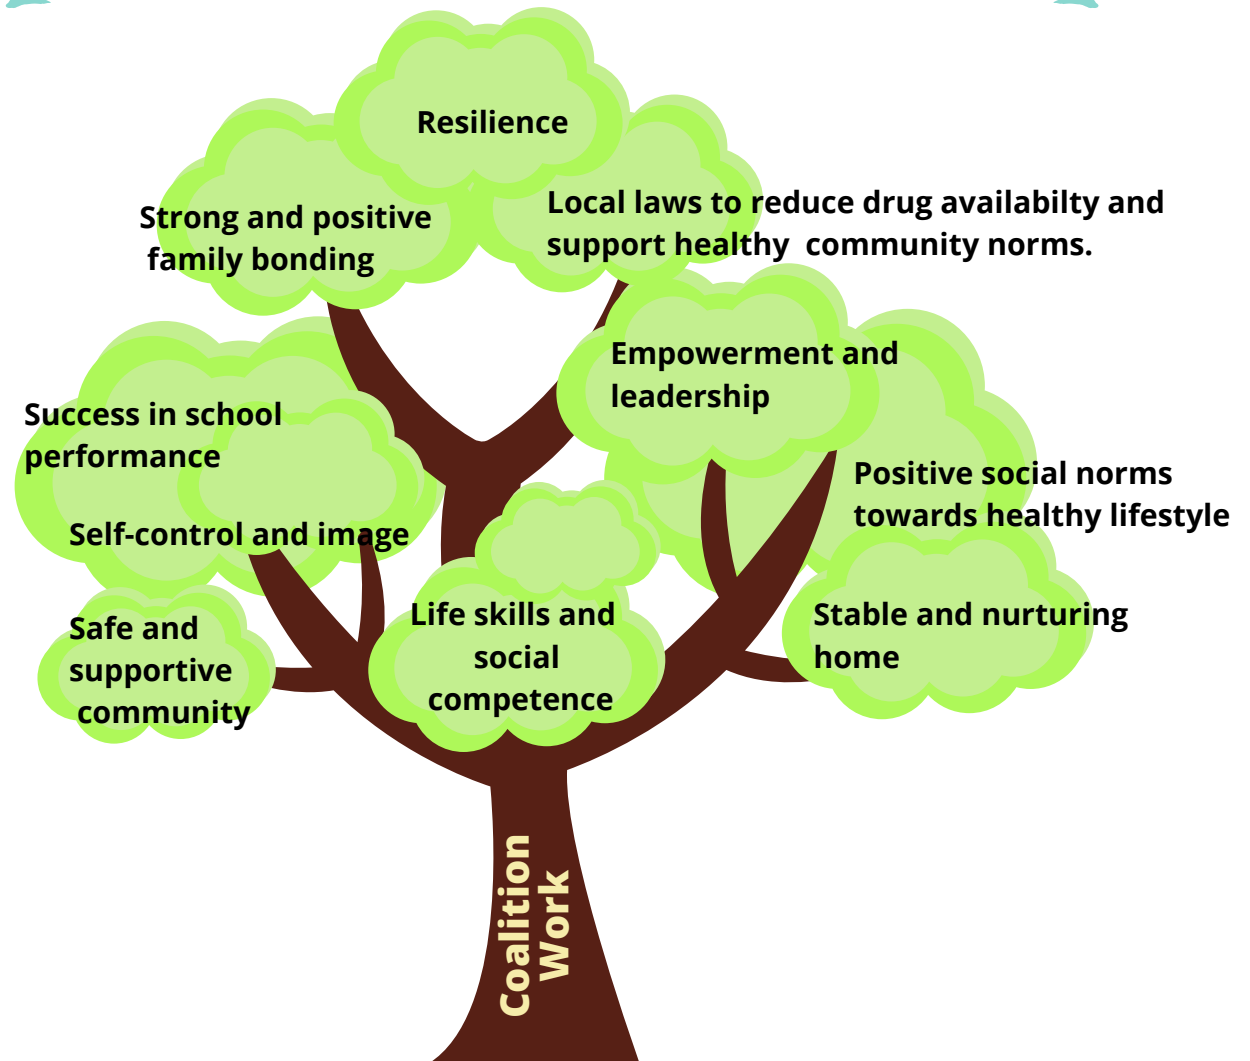 Resilience
Strong and positive
family bonding
Local laws to reduce drug availabilty and
support healthy  community norms.
Empowerment and
leadership
Success in school
performance
Positive social norms
towards healthy lifestyle
Self-control and image
Life skills and
social
competence
Stable and nurturing
home
Safe and
supportive
community
Coalition
Work